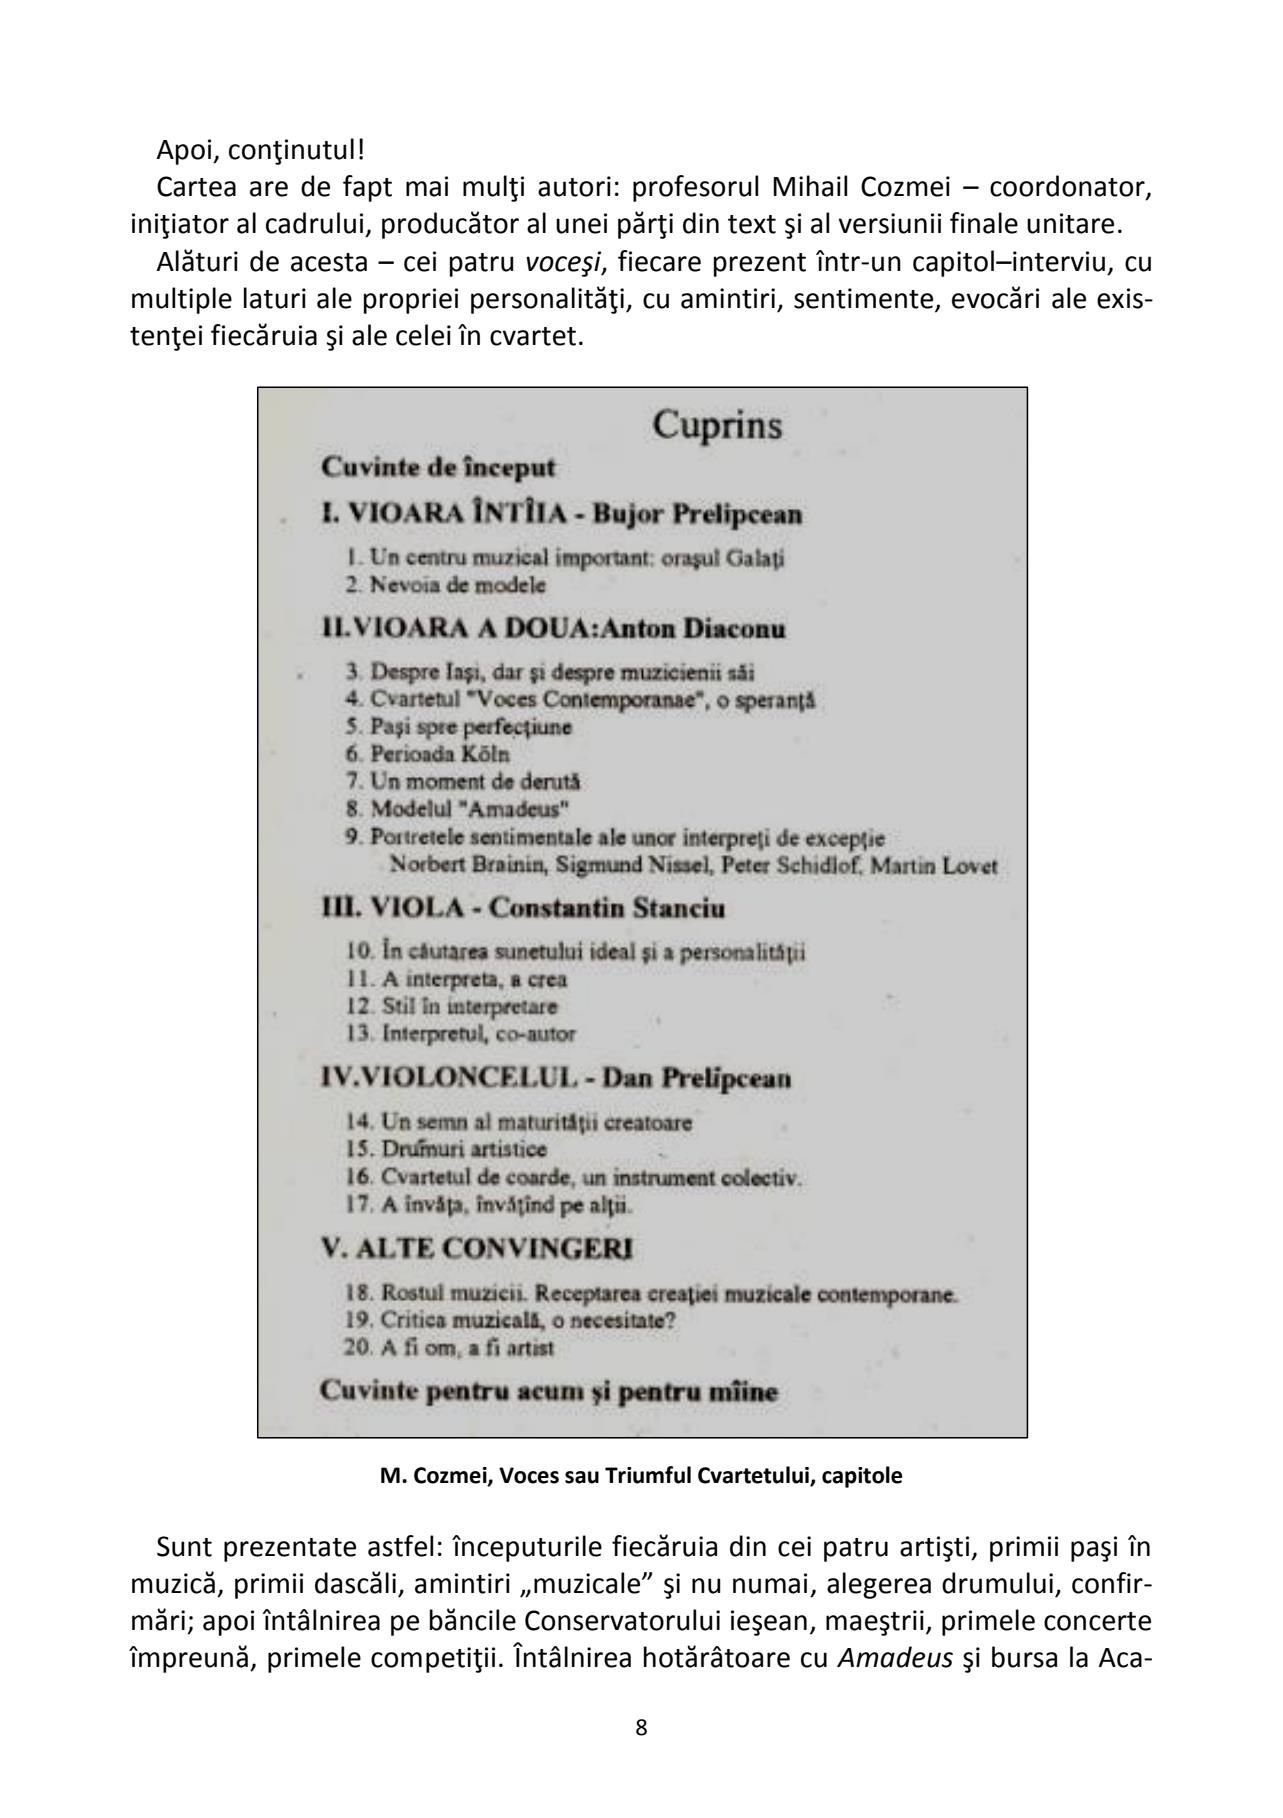 Apoi, conţinutul!
Cartea are de fapt mai mulţi autori: profesorul Mihail Cozmei – coordonator,
iniţiator al cadrului, producător al unei părţi din text şi al versiunii finale unitare.
Alături de acesta – cei patru voceşi, fiecare prezent într-un capitol–interviu, cu
multiple laturi ale propriei personalităţi, cu amintiri, sentimente, evocări ale exis-
tenţei fiecăruia şi ale celei în cvartet.
Cuprins
Cuvinte de început
I. VIOARA ÎNTÎIA - Bujor Prelipcean
1. Un centru muzical important: oraşul Galaţi
2. Nevoia de modele
II.VIOARA A DOUA:Anton Diaconu
3. Despre Iaşi, dar şi despre muzicienii săi
4. Cvartetul "Voces Contemporanae", o speranţă
5. Paşi spre perfecţiune
6. Perioada Köln
7. Un moment de derută
8. Modelul "Amadeus"
9. Portretele sentimentale ale unor interpreţi de excepţie
Norbert Brainin, Sigmund Nissel, Peter Schidlof, Martin Lovet
III. VIOLA - Constantin Stanciu
10. În căutarea sunetului ideal şi a personalităţii
11. A interpreta, a crea
12. Stil în interpretare
13. Interpretul, co-autor
IV.VIOLONCELUL - Dan Prelipcean
14. Un semn al maturităţii creatoare
15. Drumuri artistice
16. Cvartetul de coarde, un instrument colectiv.
17. A învăţa, învăţînd pe alţii.
V. ALTE CONVINGERI
18. Rostul muzicii. Receptarea creaţiei muzicale contemporane.
19. Critica muzicală, o necesitate?
20. A fi om, a fi artist
Cuvinte pentru acum şi pentru mîine
M. Cozmei, Voces sau Triumful Cvartetului, capitole
Sunt prezentate astfel: începuturile fiecăruia din cei patru artişti, primii paşi în
muzică, primii dascăli, amintiri „muzicale” şi nu numai, alegerea drumului, confir-
mări; apoi întâlnirea pe băncile Conservatorului ieşean, maeştrii, primele concerte
împreună, primele competiţii. Întâlnirea hotărâtoare cu Amadeus şi bursa la Aca-
8